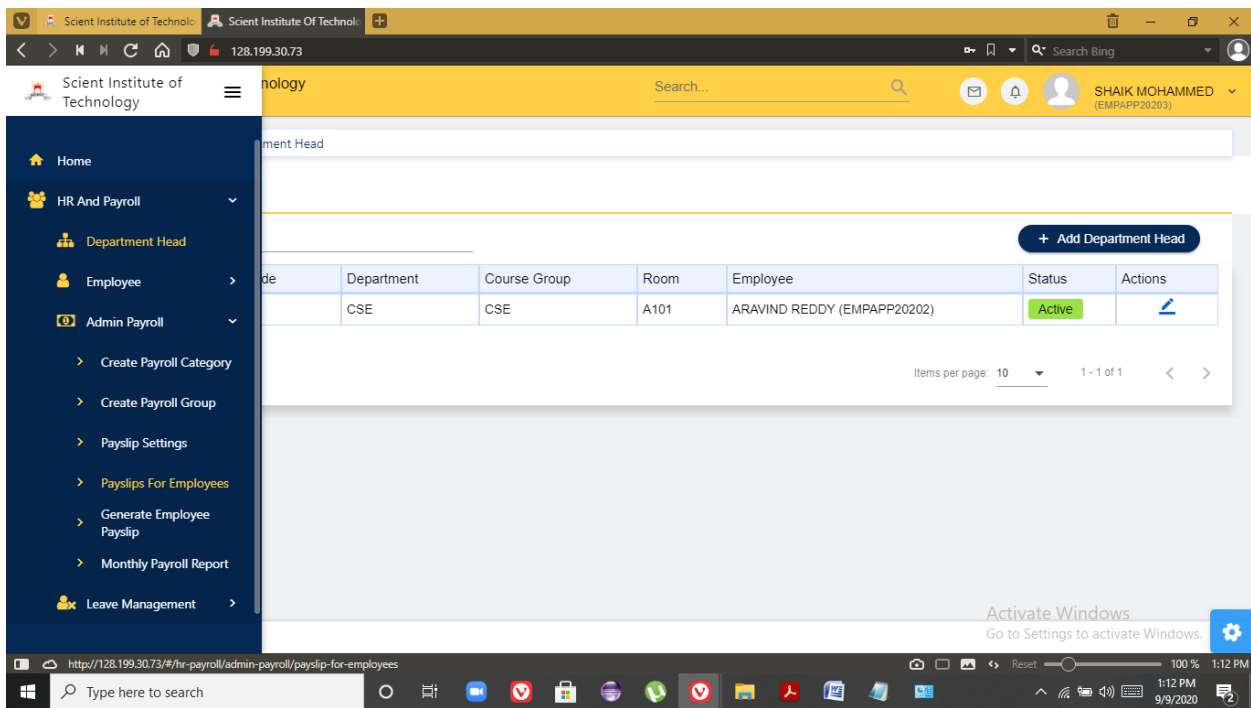 Scient Institute of Technolo
Scient Institute Of Technolo
128.199.30.73
Search Bing
Scient Institute of
Technology
nology
Search...
SHAIK MOHAMMED
(EMPAPP20203)
ment Head
Home
HR And Payroll
Department Head
+ Add Department Head
Employee
de Department Course Group Room Employee Status Actions
CSE CSE A101 ARAVIND REDDY (EMPAPP20202) Active
Admin Payroll
Create Payroll Category
Items per page: 10 1 - 1 of 1
Create Payroll Group
Payslip Settings
Payslips For Employees
Generate Employee
Payslip
Monthly Payroll Report
Leave Management
Activate Windows
Go to Settings to activate Windows.
http://128.199.30.73/#/hr-payroll/admin-payroll/payslip-for-employees
Reset 100 % 1:12 PM
Type here to search
1:12 PM
9/9/2020
2